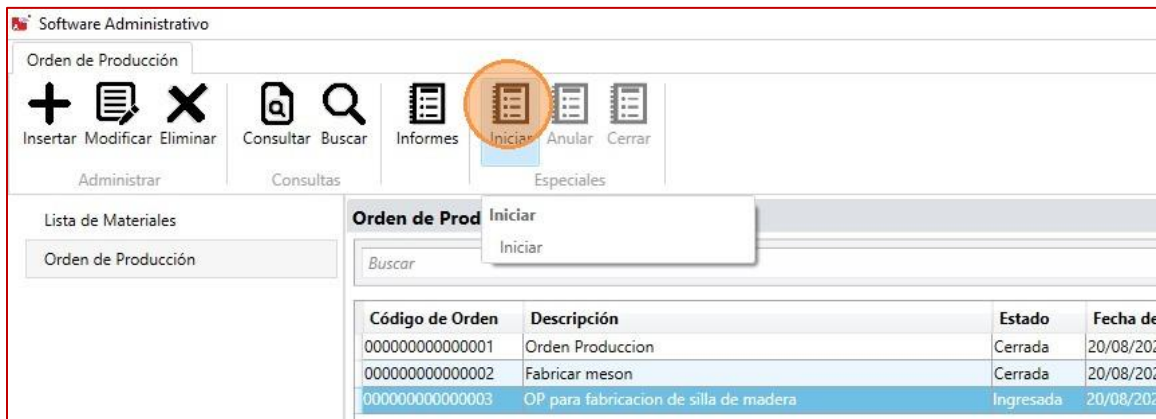 Software Administrativo
Orden de Producción
Insertar Modificar Eliminar Consultar Buscar Informes Iniciar Anular Cerrar
Administrar Consultas Especiales
Lista de Materiales
Orden de Producción
Orden de Prod
Iniciar
Iniciar
Buscar
Código de Orden Descripción Estado Fecha de
000000000000001 Orden Produccion Cerrada 20/08/202
000000000000002 Fabricar meson Cerrada 20/08/202
000000000000003 OP para fabricacion de silla de madera Ingresada 20/08/202